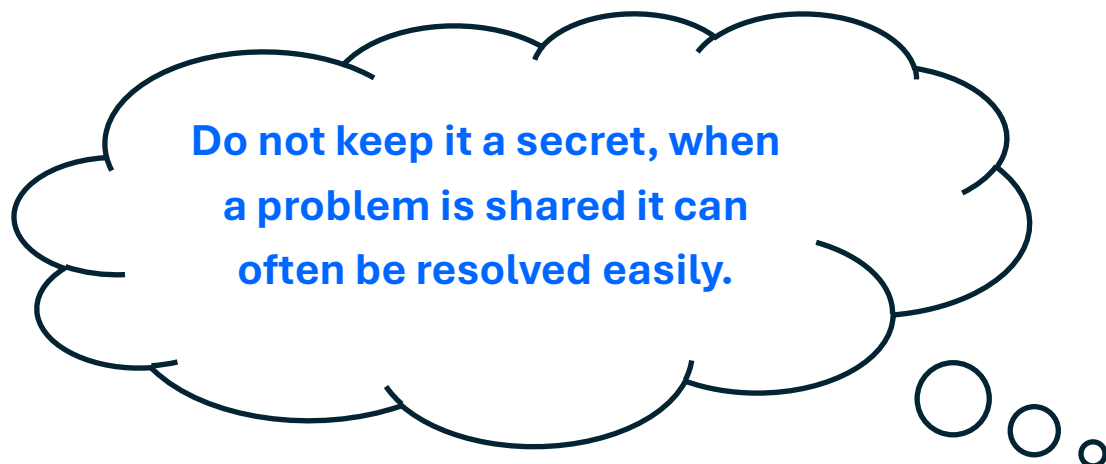 Do not keep it a secret, when
a problem is shared it can
often be resolved easily.